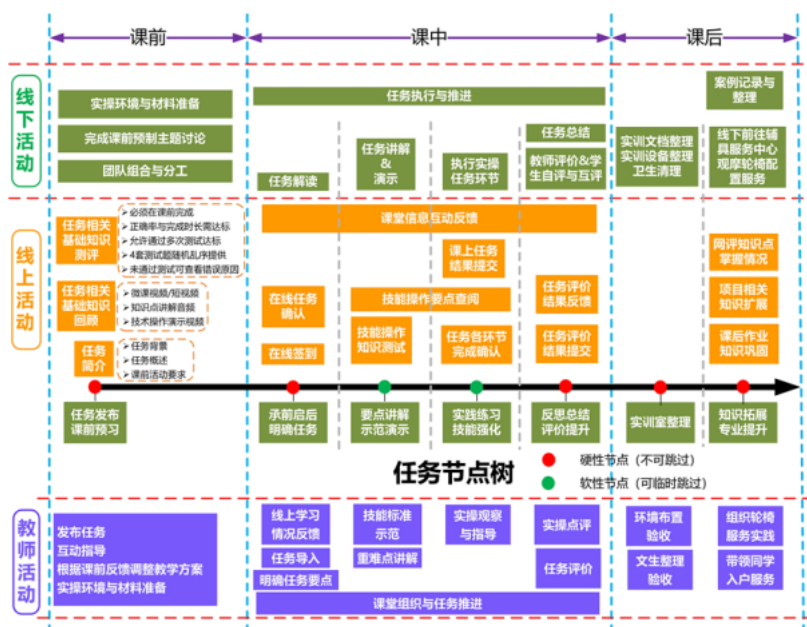 课前
课中
课后
线下活动
实操环境与材料准备
完成课前预制主题讨论
团队组合与分工
任务执行与推进
任务解读
任务讲解
&
演示
执行实操
任务环节
任务总结
教师评价&学
生自评与互评
实训文档整理
实训设备整理
卫生清理
案例记录与
整理
线下前往辅
具服务中心
观摩轮椅配
置服务
线上活动
任务相关
基础知识
测评
➤ 必须在课前完成
➤ 正确率与完成时长需达标
➤ 允许通过多次测试达标
➤ 4套测试题随机乱序提供
➤ 未通过测试可查看错误原因
任务相关
基础知识
回顾
➤ 微课视频/短视频
➤ 知识点讲解音频
➤ 技术操作演示视频
任务
简介
➤ 任务背景
➤ 任务概述
➤ 课前活动要求
课堂信息互动反馈
在线任务
确认
在线签到
技能操作要点查阅
技能操作
知识测试
课上任务
结果提交
任务各环节
完成确认
任务评价
结果反馈
任务评价
结果提交
网评知识点
掌握情况
项目相关
知识扩展
课后作业
知识巩固
任务发布
课前预习
承前启后
明确任务
要点讲解
示范演示
实践练习
技能强化
反思总结
评价提升
实训室整理
知识拓展
专业提升
任务节点树
硬性节点（不可跳过）
软性节点（可临时跳过）
教师活动
发布任务
互动指导
根据课前反馈调整教学方案
实操环境与材料准备
线上学习
情况反馈
任务导入
明确任务要点
技能标准
示范
重难点讲解
实操观察
与指导
实操点评
任务评价
课堂组织与任务推进
环境布置
验收
文生整理
验收
组织轮椅
服务实践
带领同学
入户服务